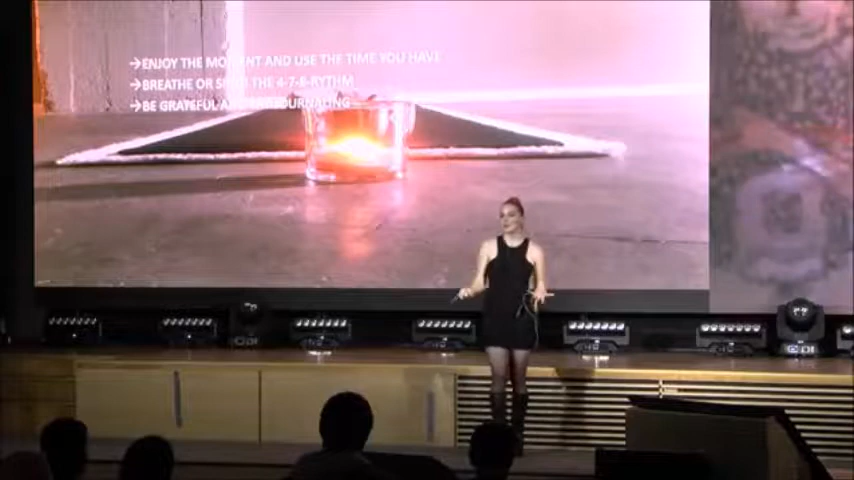 →ENJOY THE MOMENT AND USE THE TIME YOU HAVE
→BREATHE OR THE 4-7-8-RYTHM
→BE GRATEFUL JOURNALING